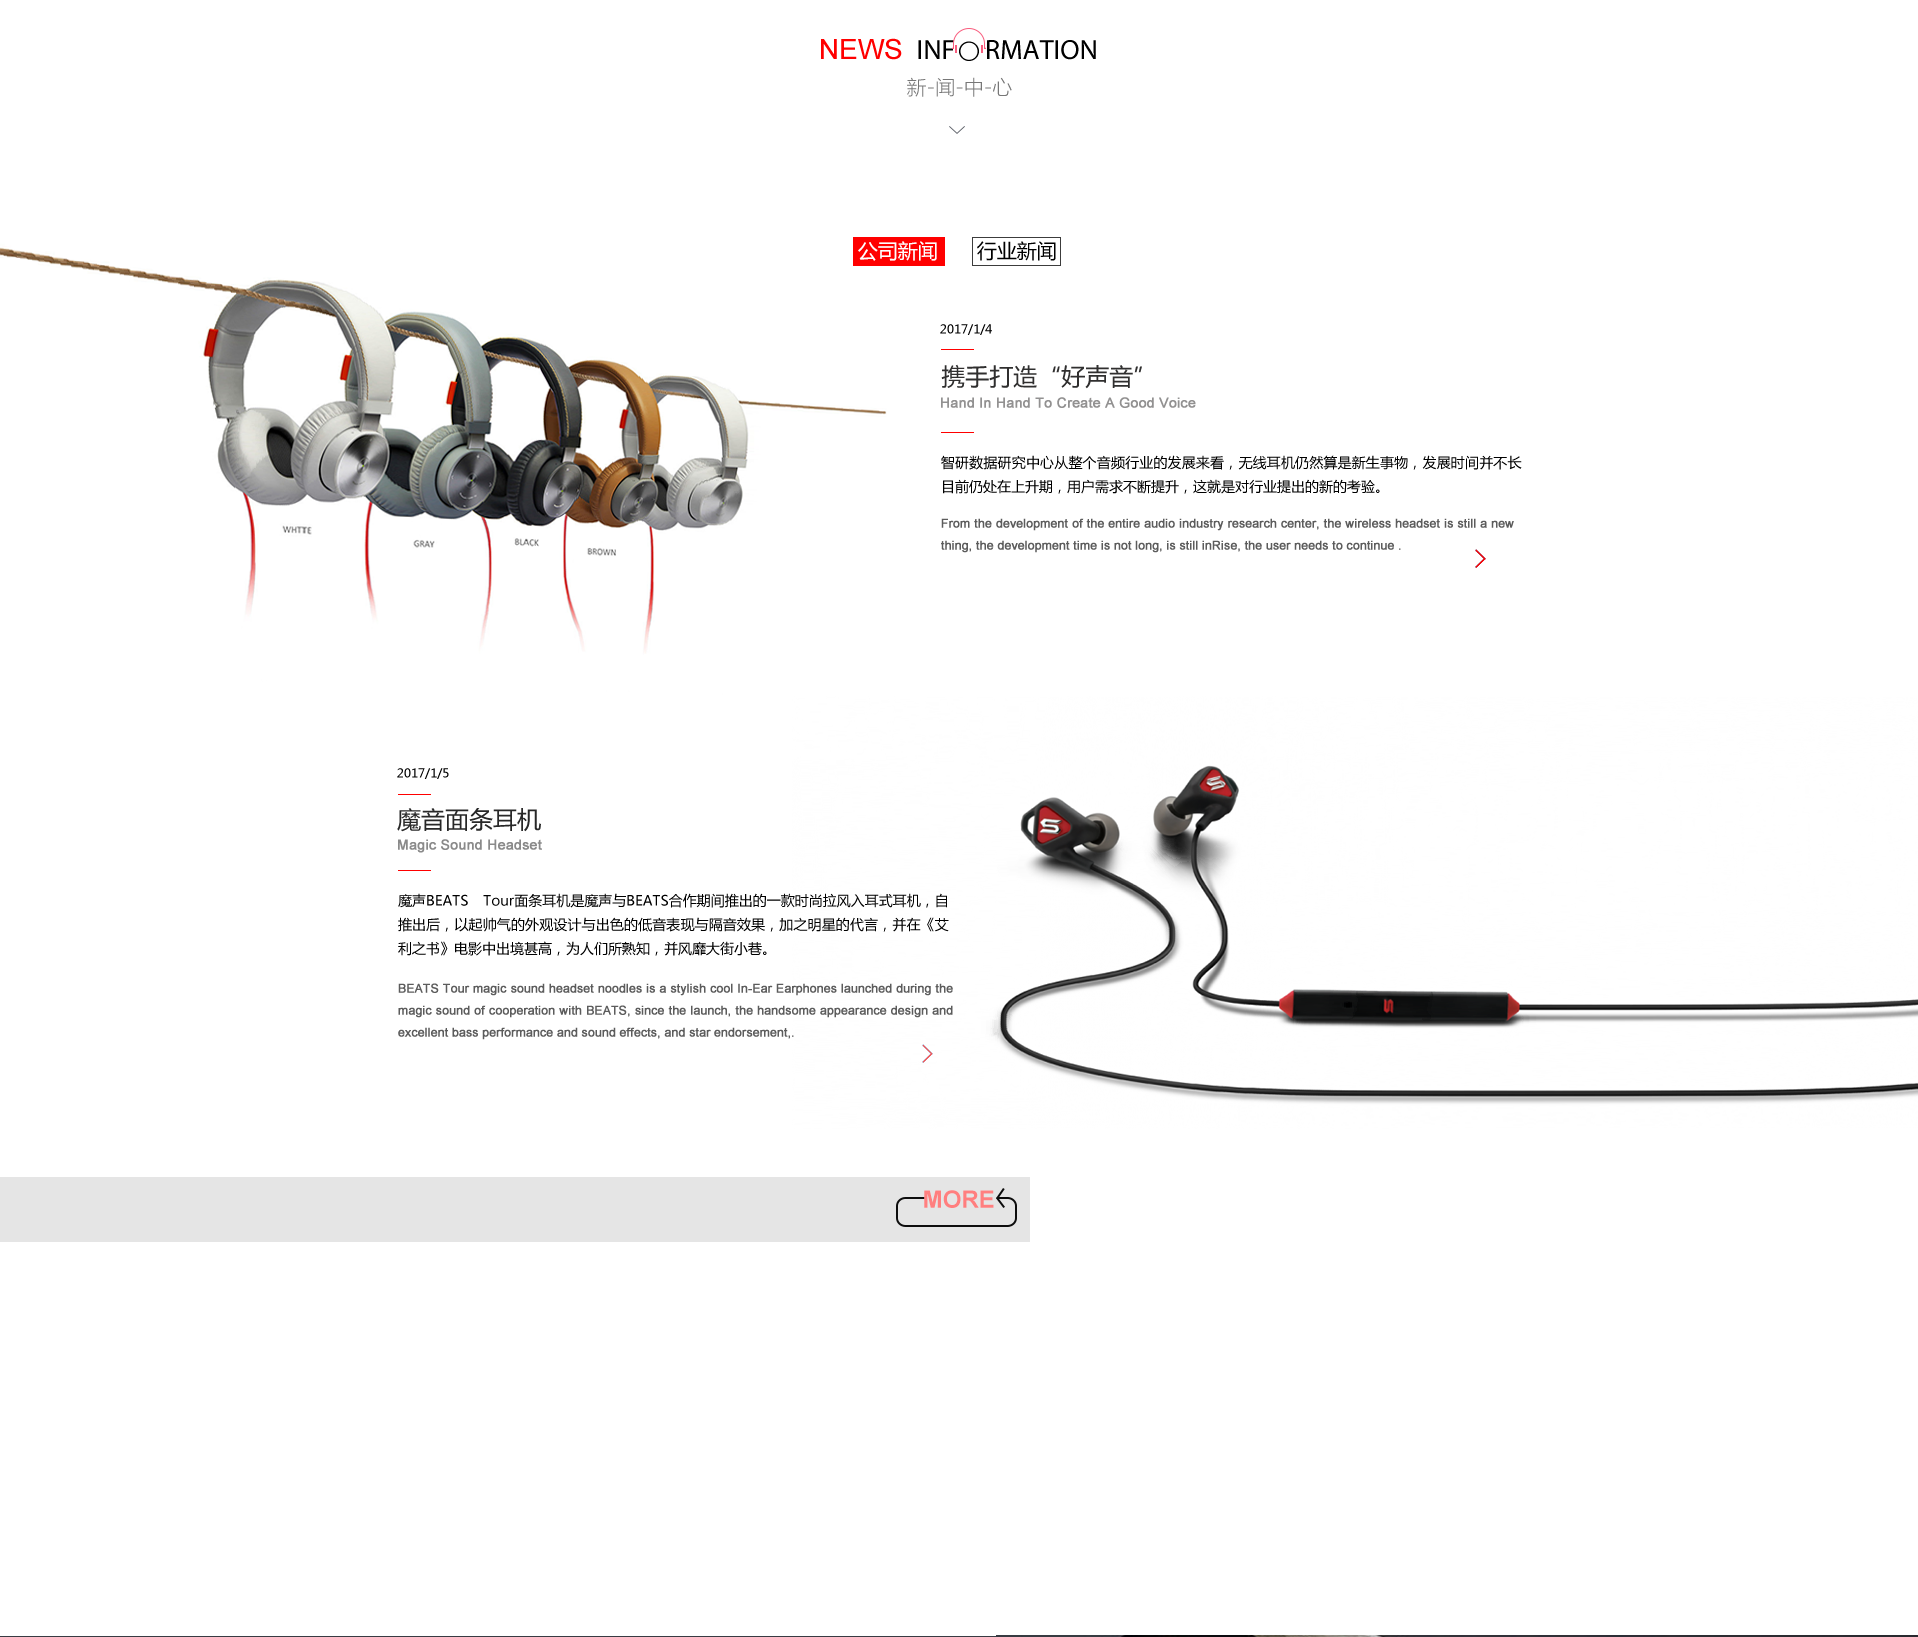 NEWS INFORMATION
新-闻-中-心
公司新闻 行业新闻
2017/1/4
携手打造“好声音”
Hand In Hand To Create A Good Voice
智研数据研究中心从整个音频行业的发展来看，无线耳机仍然算是新生事物，发展时间并不长
目前仍处在上升期，用户需求不断提升，这就是对行业提出的新的考验。
From the development of the entire audio industry research center, the wireless headset is still a new
thing, the development time is not long, is still inRise, the user needs to continue .
WHTTE
GRAY
BLACK
BROWN
2017/1/5
魔音面条耳机
Magic Sound Headset
魔声BEATS Tour面条耳机是魔声与BEATS合作期间推出的一款时尚拉风入耳式耳机，自
推出后，以起帅气的外观设计与出色的低音表现与隔音效果，加之明星的代言，并在《艾
利之书》电影中出境甚高，为人们所熟知，并风靡大街小巷。
BEATS Tour magic sound headset noodles is a stylish cool In-Ear Earphones launched during the
magic sound of cooperation with BEATS, since the launch, the handsome appearance design and
excellent bass performance and sound effects, and star endorsement,.
MORE